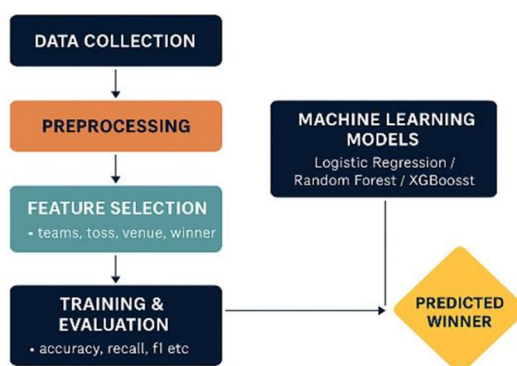 DATA COLLECTION
PREPROCESSING
FEATURE SELECTION
• teams, toss, venue, winner
TRAINING &
EVALUATION
• accuracy, recall, f1 etc
MACHINE LEARNING
MODELS
Logistic Regression /
Random Forest / XGBoosst
PREDICTED
WINNER